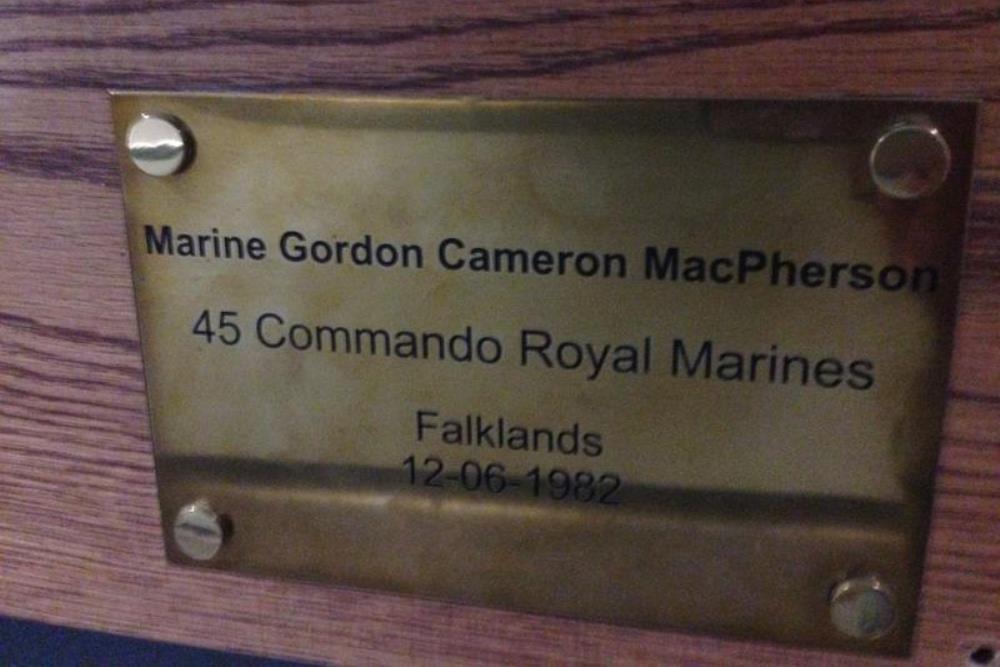 Marine Gordon Cameron MacPherson
45 Commando Royal Marines
Falklands
12-06-1982